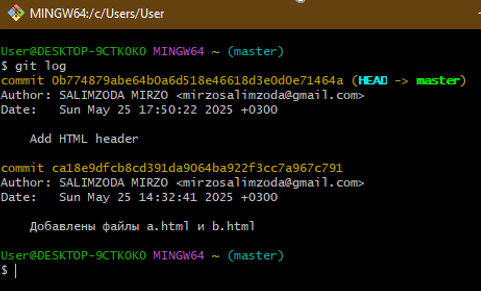 MINGW64:/c/Users/User
User@DESKTOP-9CTKOKO MINGW64 ~ (master)
$ git log
commit 0b774879abe64b0a6d518e46618d3e0d0e71464a (HEAD -> master)
Author: SALIMZODA MIRZO <mirzosalimzoda@gmail.com>
Date:   Sun May 25 17:50:22 2025 +0300
    Add HTML header
commit ca18e9dfcb8cd391da9064ba922f3cc7a967c791
Author: SALIMZODA MIRZO <mirzosalimzoda@gmail.com>
Date:   Sun May 25 14:32:41 2025 +0300
    Добавлены файлы a.html и b.html
User@DESKTOP-9CTKOKO MINGW64 ~ (master)
$